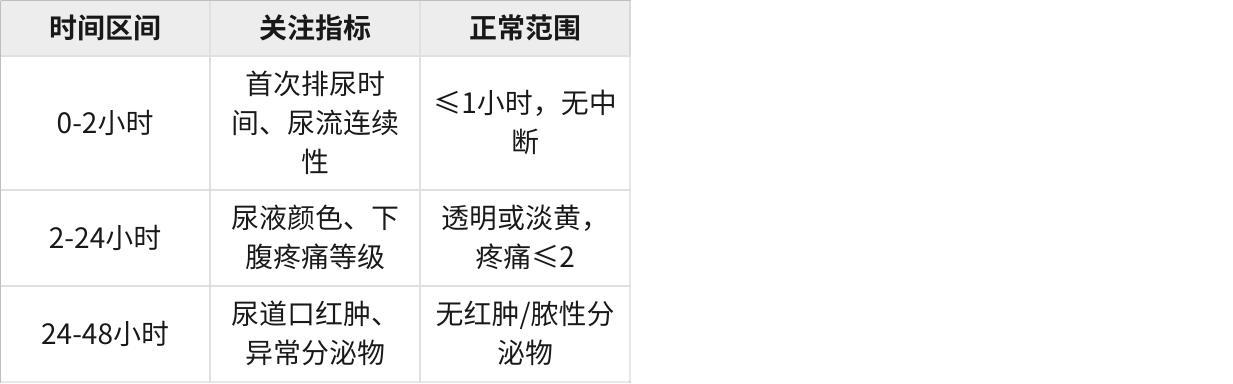 时间区间 关注指标 正常范围
0-2小时
首次排尿时
间、尿流连续
性
≤1小时，无中
断
2-24小时
尿液颜色、下
腹疼痛等级
透明或淡黄，
疼痛≤2
24-48小时
尿道口红肿、
异常分泌物
无红肿/脓性分
泌物